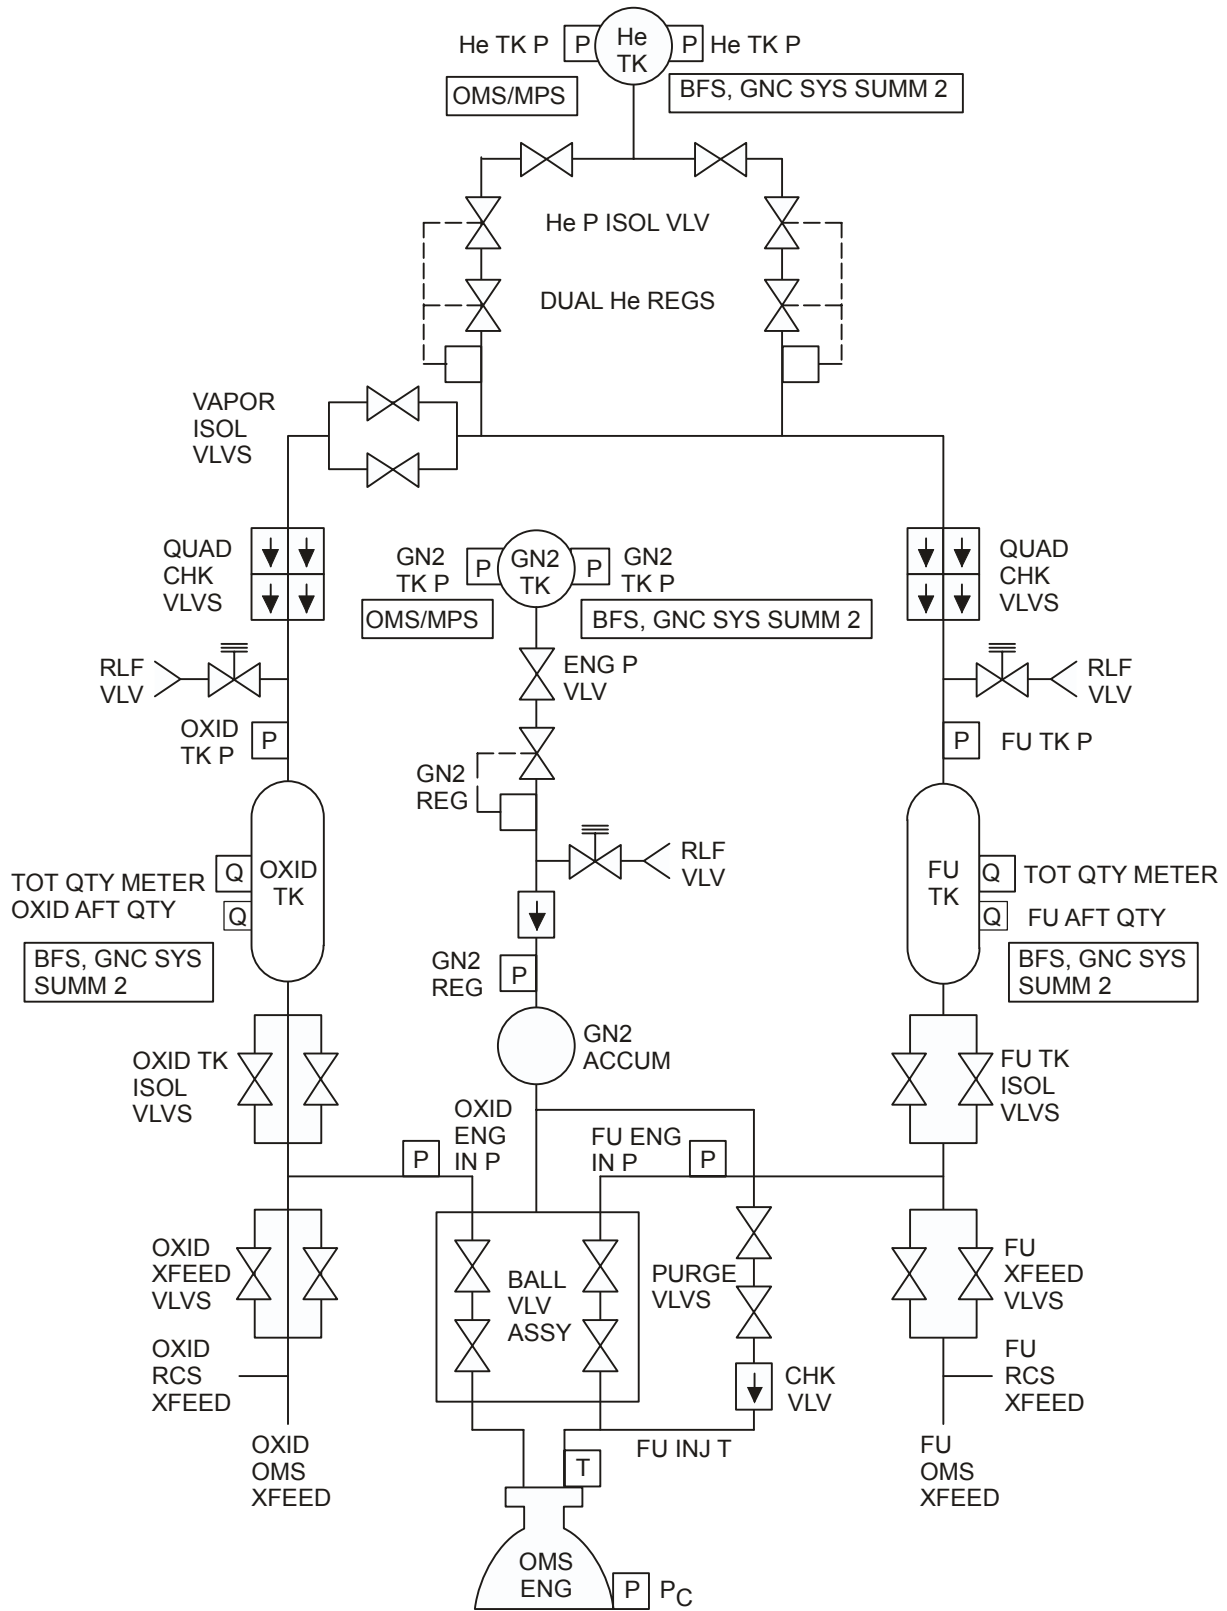 He TK P
P
He
TK
P
He TK P
OMS/MPS
BFS, GNC SYS SUMM 2
He P ISOL VLV
DUAL He REGS
VAPOR
ISOL
VLVS
QUAD
CHK
VLVS
GN2
TK P
P
GN2
TK
P
GN2
TK P
OMS/MPS
BFS, GNC SYS SUMM 2
QUAD
CHK
VLVS
RLF
VLV
ENG P
VLV
RLF
VLV
OXID
TK P
P
P
FU TK P
GN2
REG
RLF
VLV
OXID
TK
Q
Q
TOT QTY METER
OXID AFT QTY
BFS, GNC SYS
SUMM 2
FU
TK
Q
Q
TOT QTY METER
FU AFT QTY
BFS, GNC SYS
SUMM 2
GN2
REG
P
GN2
ACCUM
OXID TK
ISOL
VLVS
FU TK
ISOL
VLVS
P
OXID
ENG
IN P
FU ENG
IN P
P
OXID
XFEED
VLVS
BALL
VLV
ASSY
PURGE
VLVS
FU
XFEED
VLVS
OXID
RCS
XFEED
CHK
VLV
FU
RCS
XFEED
OXID
OMS
XFEED
FU INJ T
T
FU
OMS
XFEED
OMS
ENG
P
PC